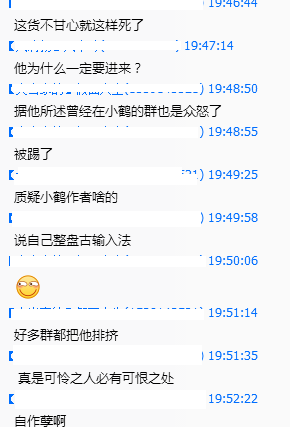 19:46:44
这货不甘心就这样死了
19:47:14
他为什么一定要进来？
19:48:50
据他所述曾经在小鹤的群也是众怒了
19:48:55
被踢了
19:49:25
质疑小鹤作者啥的
19:49:58
说自己整盘古输入法
19:50:06
19:51:14
好多群都把他排挤
19:51:35
真是可怜之人必有可恨之处
19:52:22
自作孽啊